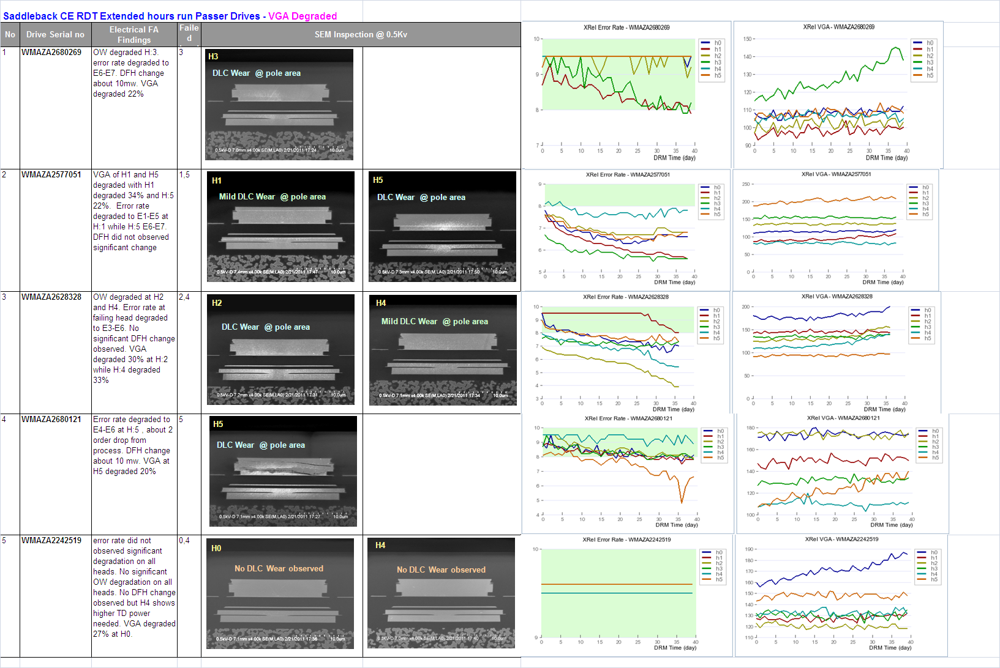 Saddleback CE RDT Extended hours run Passer Drives - VGA Degraded
No
Drive Serial no
Electrical FA
Findings
Faile
d
SEM Inspection @ 0.5Kv
1
WMAZA2680269
OW degraded H:3.
error rate degraded to
E6-E7. DFH change
about 10mw. VGA
degraded 22%
3
H3
DLC Wear @ pole area
0.5kV-D 7.0mm x4.00k SE(M,LA0) 2/21/2011 17:24
10.0um
XRel Error Rate - WMAZA2680269
10
9
8
7
0 5 10 15 20 25 30 35 40
DRM Time (day)
h0
h1
h2
h3
h4
h5
XRel VGA - WMAZA2680269
150
140
130
120
110
100
90
0 5 10 15 20 25 30 35 40
DRM Time (day)
h0
h1
h2
h3
h4
h5
2
WMAZA2577051
VGA of H1 and H5
degraded with H1
degraded 34% and H:5
22%. Error rate
degraded to E1-E5 at
H:1 while H:5 E6-E7.
DFH did not observed
significant change
1,5
H1
Mild DLC Wear @ pole area
0.5kV-D 7.4mm x4.00k SE(M,LA0) 2/21/2011 17:47
10.0um
H5
DLC Wear @ pole area
0.5kV-D 7.3mm x4.00k SE(M,LA0) 2/21/2011 17:50
10.0um
XRel Error Rate - WMAZA2577051
9
8
7
6
5
0 5 10 15 20 25 30 35 40
DRM Time (day)
h0
h1
h2
h3
h4
h5
XRel VGA - WMAZA2577051
250
200
150
100
50
0
0 5 10 15 20 25 30 35 40
DRM Time (day)
h0
h1
h2
h3
h4
h5
3
WMAZA2628328
OW degraded at H2
and H4. Error rate at
failing head degraded
to E3-E6. No
significant DFH change
observed. VGA
degraded 30% at H:2
while H:4 degraded
33%
2,4
H2
DLC Wear @ pole area
0.5kV-D 7.2mm x4.00k SE(M,LA0) 2/21/2011 17:31
10.0um
H4
Mild DLC Wear @ pole area
0.5kV-D 7.1mm x4.00k SE(M,LA0) 2/21/2011 17:34
10.0um
XRel Error Rate - WMAZA2628328
10
9
8
7
6
5
4
3
0 5 10 15 20 25 30 35 40
DRM Time (day)
h0
h1
h2
h3
h4
h5
XRel VGA - WMAZA2628328
200
150
100
50
0
0 5 10 15 20 25 30 35 40
DRM Time (day)
h0
h1
h2
h3
h4
h5
4
WMAZA2680121
Error rate degraded to
E4-E6 at H:5 , about 2
order drop from
process. DFH change
about 10 mw. VGA at
H5 degraded 20%
5
H5
DLC Wear @ pole area
0.5kV-D 7.1mm x4.00k SE(M,LA0) 2/21/2011 17:27
10.0um
XRel Error Rate - WMAZA2680121
10
9
8
7
6
5
4
0 5 10 15 20 25 30 35 40
DRM Time (day)
h0
h1
h2
h3
h4
h5
XRel VGA - WMAZA2680121
180
160
140
120
100
0 5 10 15 20 25 30 35 40
DRM Time (day)
h0
h1
h2
h3
h4
h5
5
WMAZA2242519
error rate did not
observed significant
degradation on all
heads. No significant
OW degradation on all
heads. No DFH change
observed but H4 shows
higher TD power
needed. VGA degraded
27% at H0.
0,4
H0
No DLC Wear observed
0.5kV-D 7.1mm x4.00k SE(M,LA0) 2/21/2011 17:36
10.0um
H4
No DLC Wear observed
0.5kV-D 7.0mm x4.00k SE(M,LA0) 2/21/2011 17:40
10.0um
XRel Error Rate - WMAZA2242519
10
9
0 5 10 15 20 25 30 35 40
DRM Time (day)
h0
h1
h2
h3
h4
h5
XRel VGA - WMAZA2242519
190
180
170
160
150
140
130
120
110
0 5 10 15 20 25 30 35 40
DRM Time (day)
h0
h1
h2
h3
h4
h5